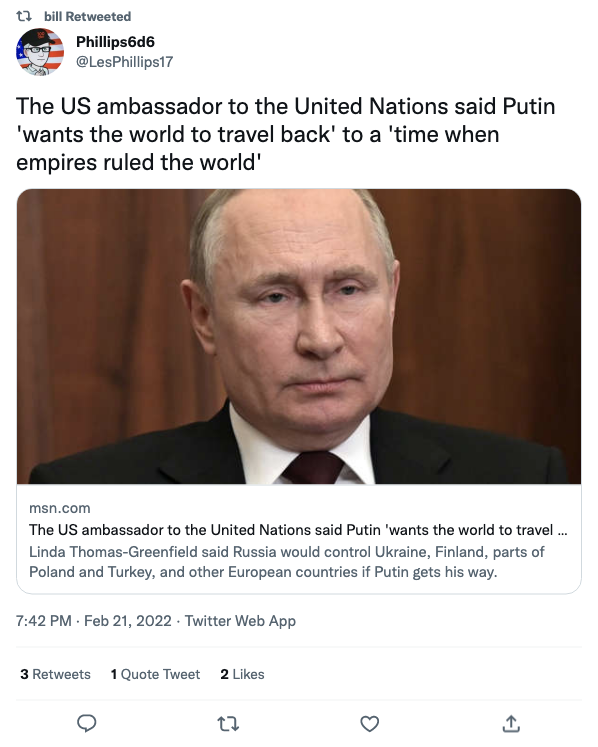 bill Retweeted
Phillips6d6
@LesPhillips17
The US ambassador to the United Nations said Putin
'wants the world to travel back' to a 'time when
empires ruled the world'
msn.com
The US ambassador to the United Nations said Putin 'wants the world to travel ...
Linda Thomas-Greenfield said Russia would control Ukraine, Finland, parts of
Poland and Turkey, and other European countries if Putin gets his way.
7:42 PM · Feb 21, 2022 · Twitter Web App
3 Retweets 1 Quote Tweet 2 Likes